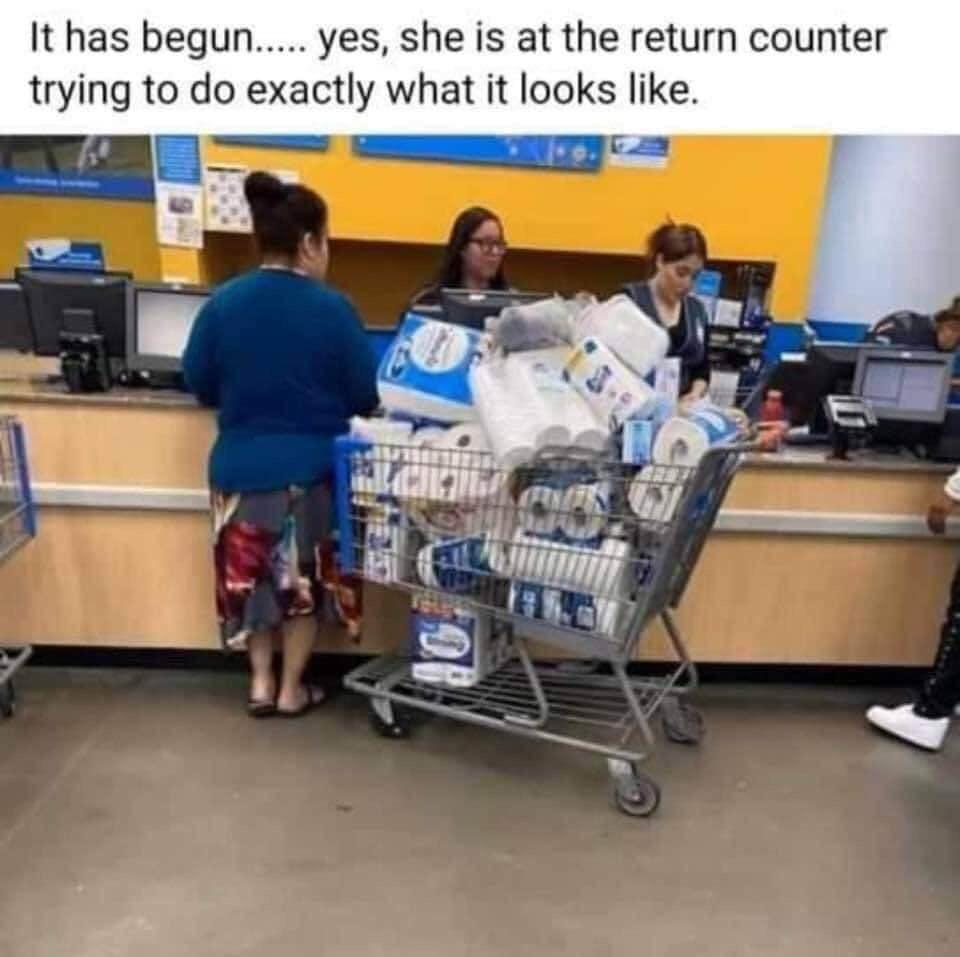 It has begun..... yes, she is at the return counter
trying to do exactly what it looks like.